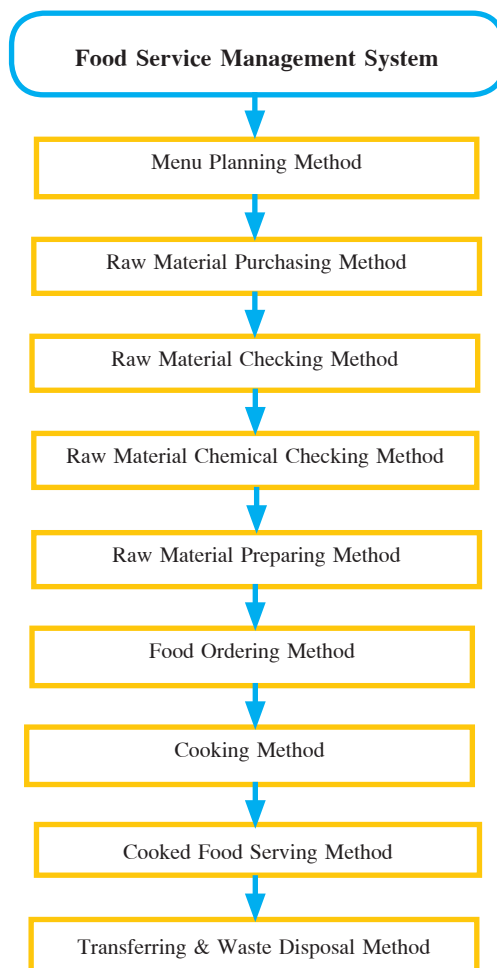 Food Service Management System
Menu Planning Method
Raw Material Purchasing Method
Raw Material Checking Method
Raw Material Chemical Checking Method
Raw Material Preparing Method
Food Ordering Method
Cooking Method
Cooked Food Serving Method
Transferring & Waste Disposal Method